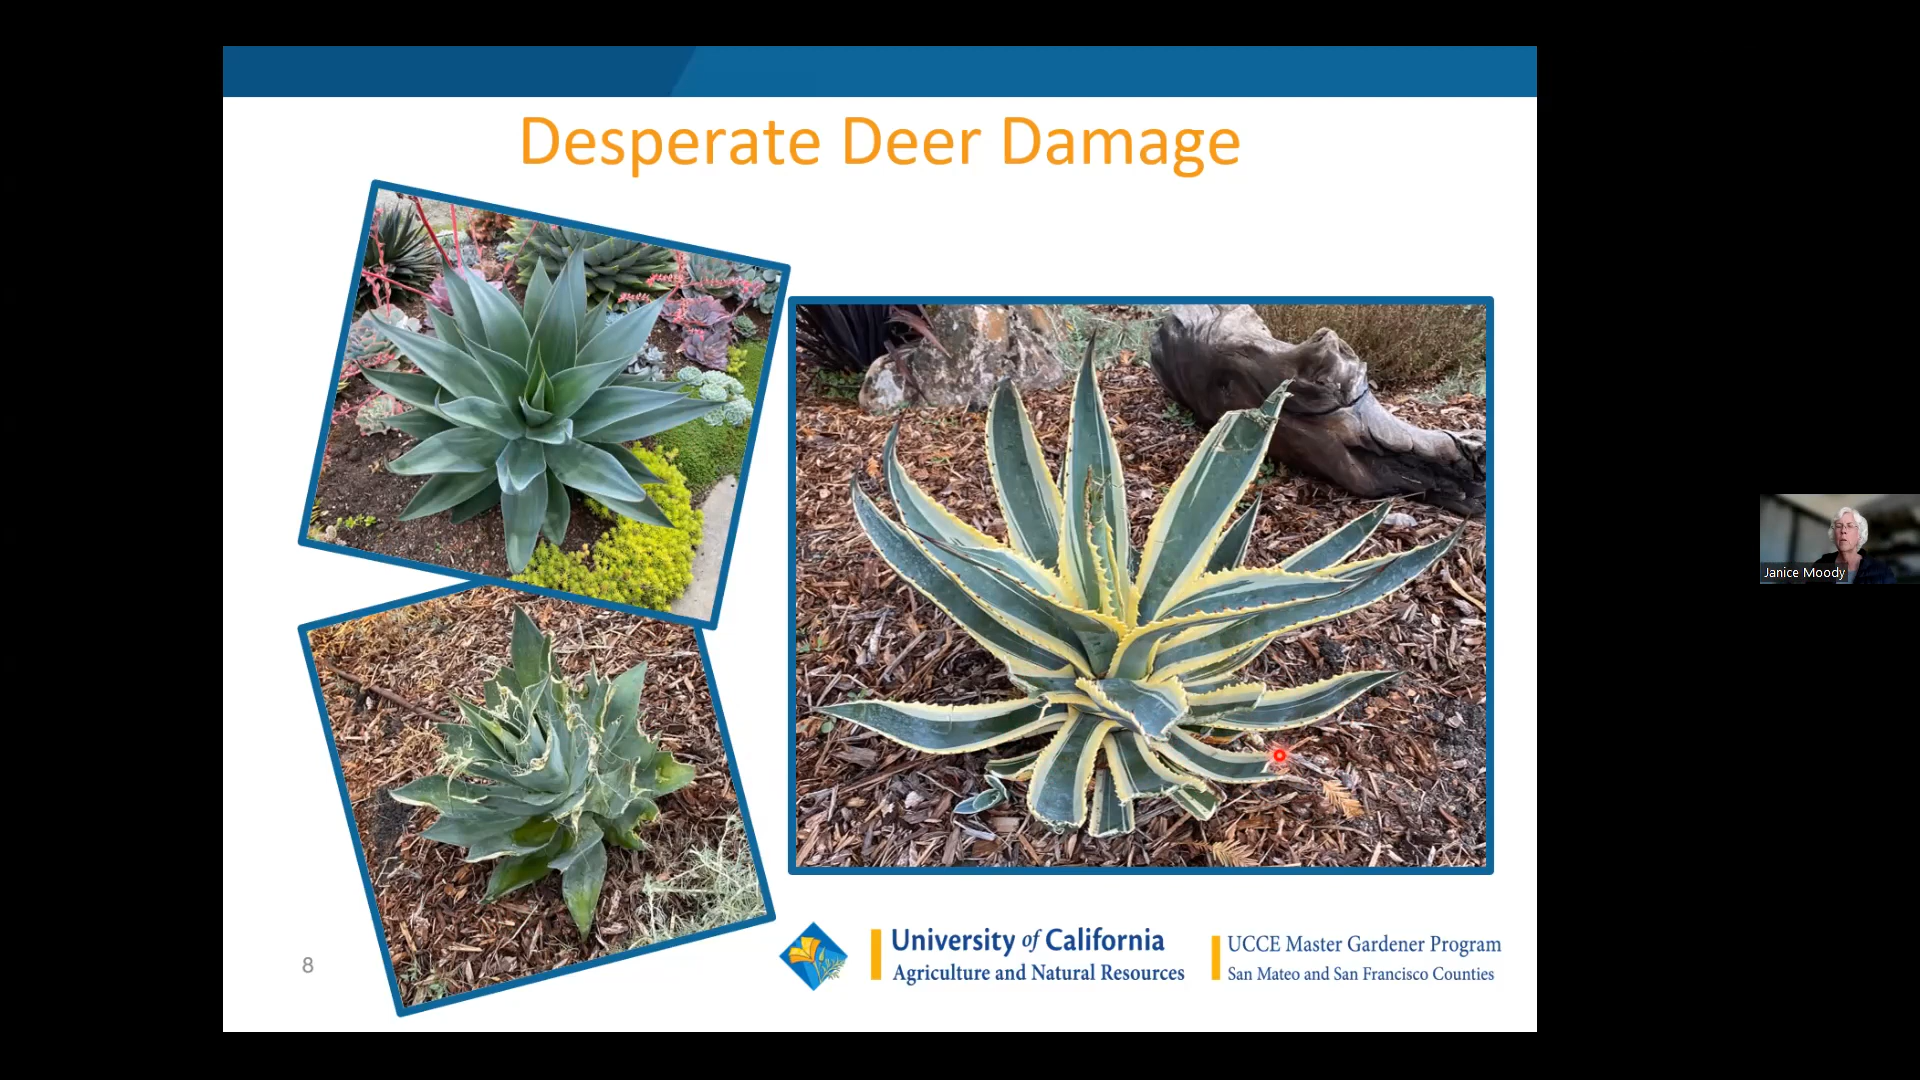 Desperate Deer Damage
Janice Moody
8
University of California
Agriculture and Natural Resources
UCCE Master Gardener Program
San Mateo and San Francisco Counties